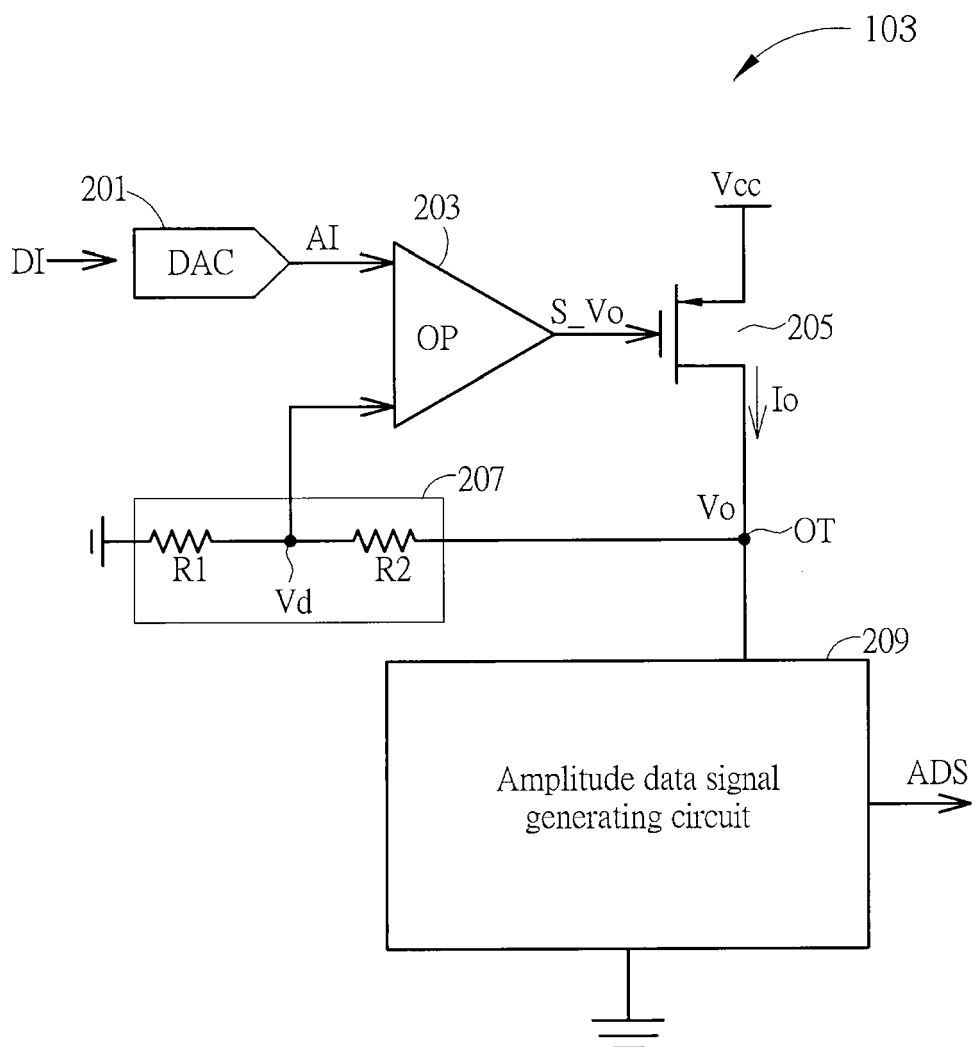 103
201
203
Vcc
DI
DAC
AI
OP
S_Vo
205
Io
207
Vo
OT
R1
R2
Vd
209
Amplitude data signal
generating circuit
ADS